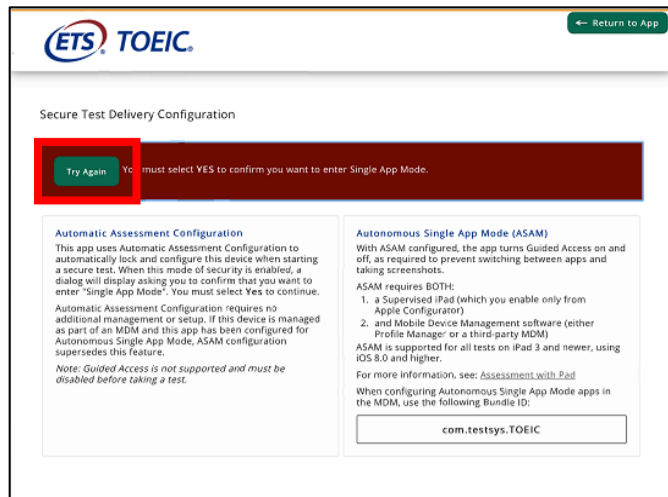 ← Return to App
ETS TOEIC®
Secure Test Delivery Configuration
Try Again
You must select YES to confirm you want to enter Single App Mode.
Automatic Assessment Configuration
This app uses Automatic Assessment Configuration to
automatically lock and configure this device when starting
a secure test. When this mode of security is enabled, a
dialog will display asking you to confirm that you want to
enter "Single App Mode". You must select Yes to continue.
Automatic Assessment Configuration requires no
additional management or setup. If this device is managed
as part of an MDM and this app has been configured for
Autonomous Single App Mode, ASAM configuration
supersedes this feature.
Note: Guided Access is not supported and must be
disabled before taking a test.
Autonomous Single App Mode (ASAM)
With ASAM configured, the app turns Guided Access on and
off, as required to prevent switching between apps and
taking screenshots.
ASAM requires BOTH:
1. a Supervised iPad (which you enable only from
Apple Configurator)
2. and Mobile Device Management software (either
Profile Manager or a third-party MDM)
ASAM is supported for all tests on iPad 3 and newer, using
iOS 8.0 and higher.
For more information, see: Assessment with Pad
When configuring Autonomous Single App Mode apps in
the MDM, use the following Bundle ID:
com.testsys.TOEIC